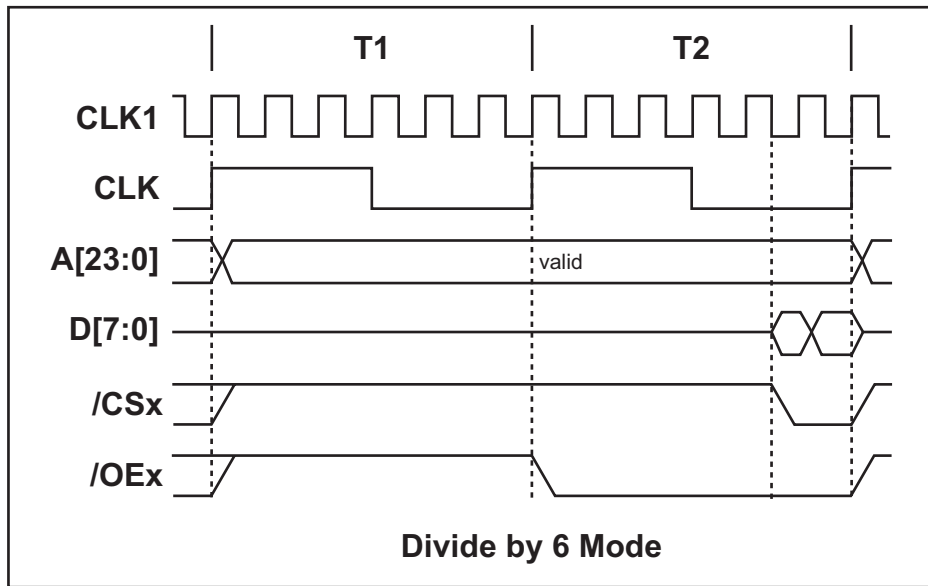 T1 T2
CLK1
CLK
A[23:0] valid
D[7:0]
/CSx
/OEx
Divide by 6 Mode